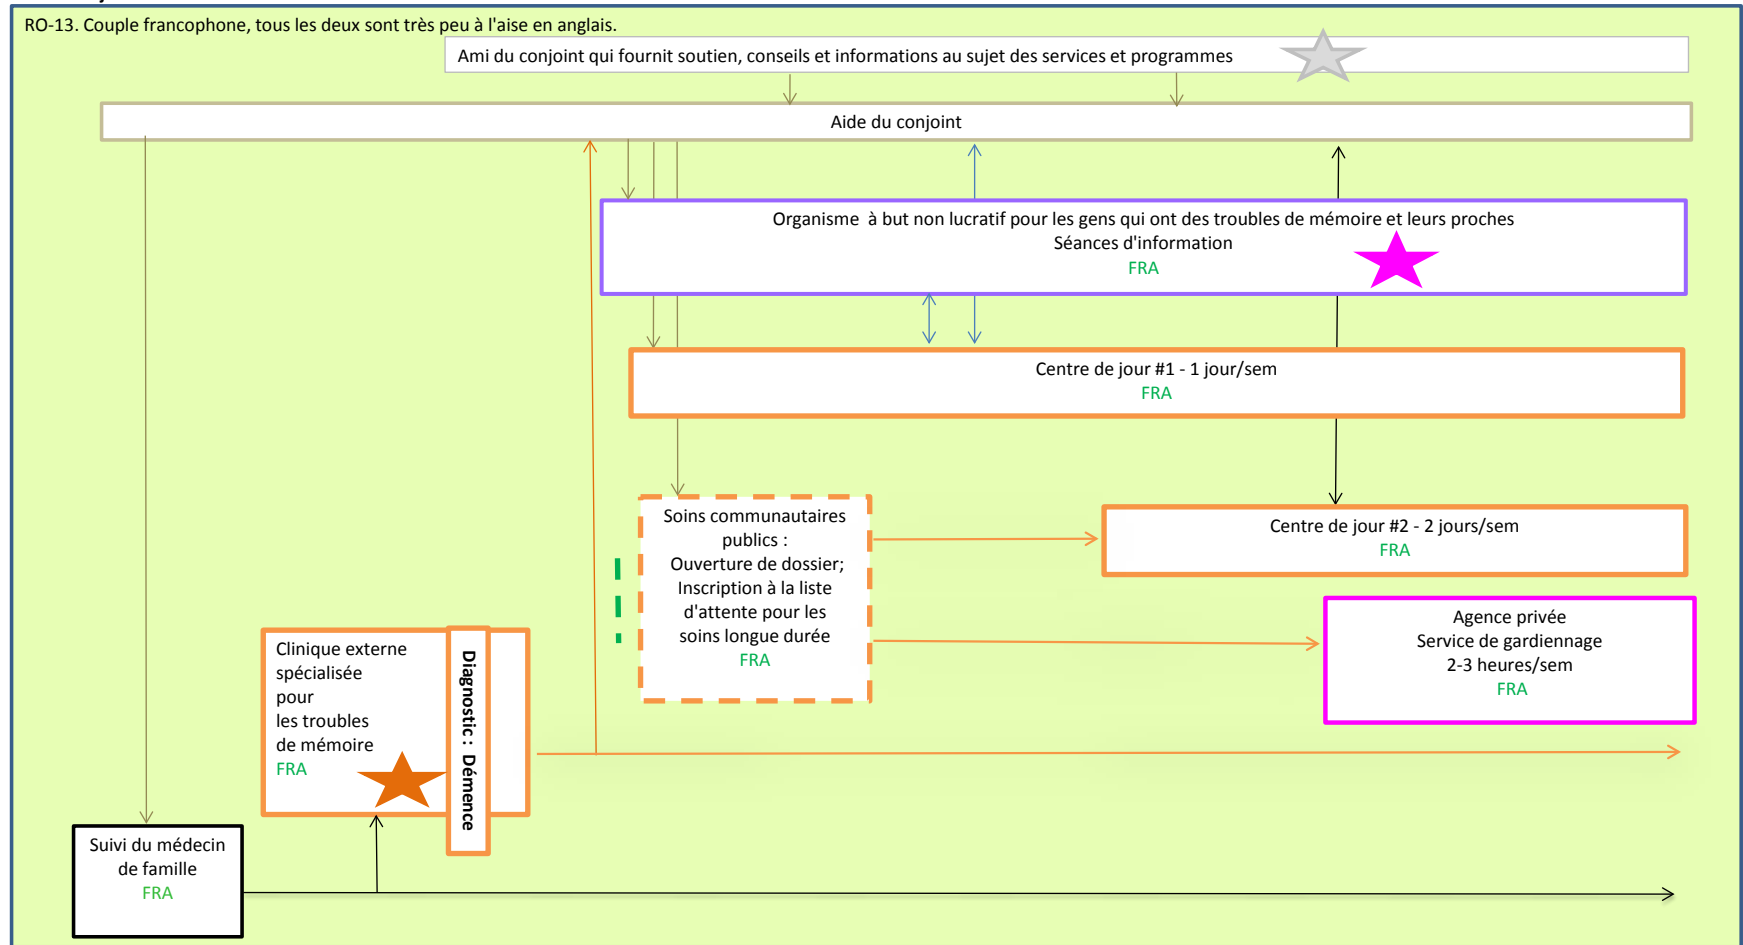 RO-13. Couple francophone, tous les deux sont très peu à l'aise en anglais.
Ami du conjoint qui fournit soutien, conseils et informations au sujet des services et programmes
Aide du conjoint
Organisme à but non lucratif pour les gens qui ont des troubles de mémoire et leurs proches
Séances d'information
FRA
Centre de jour #1 - 1 jour/sem
FRA
Soins communautaires
publics :
Ouverture de dossier;
Inscription à la liste
d'attente pour les
soins longue durée
FRA
Centre de jour #2 - 2 jours/sem
FRA
Agence privée
Service de gardiennage
2-3 heures/sem
FRA
Clinique externe
spécialisée
pour
les troubles
de mémoire
FRA
Diagnostic : Démence
Suivi du médecin
de famille
FRA